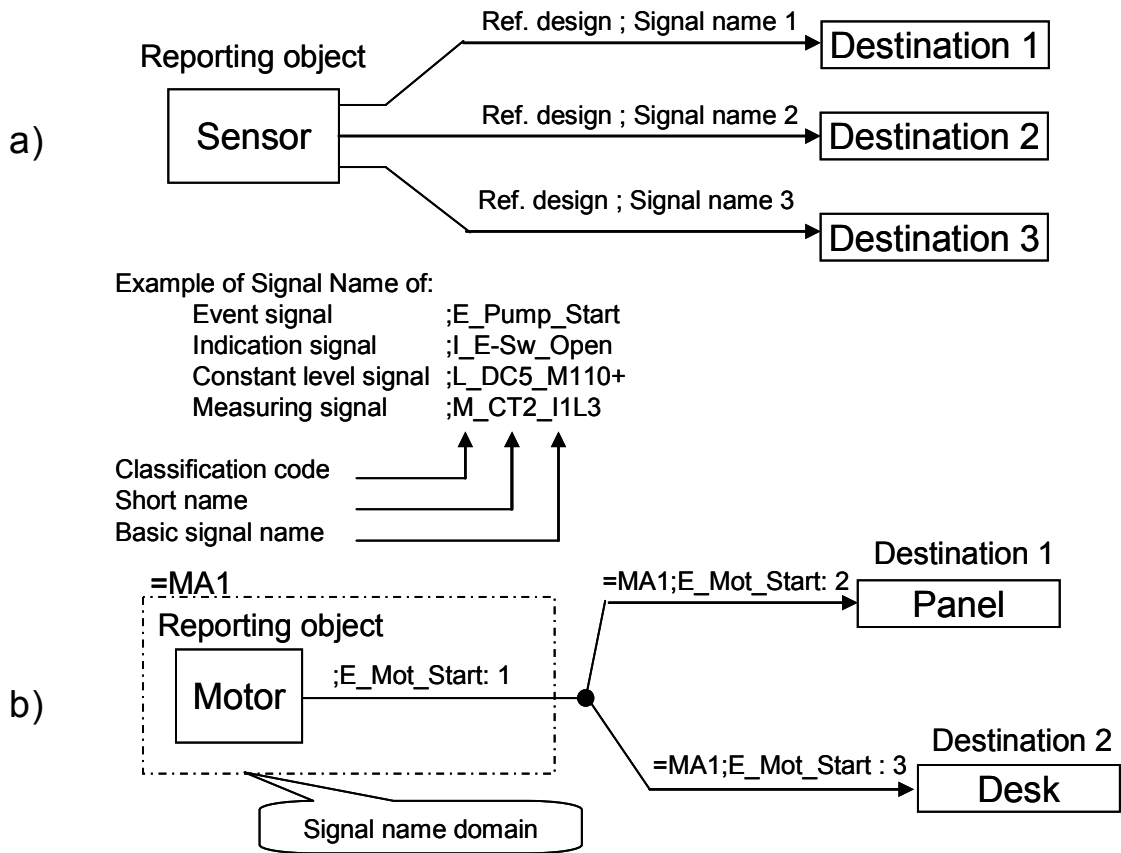 Ref. design ; Signal name 1
Destination 1
Reporting object
a)
Sensor
Ref. design ; Signal name 2
Destination 2
Ref. design ; Signal name 3
Destination 3
Example of Signal Name of:
Event signal ;E_Pump_Start
Indication signal ;I_E-Sw_Open
Constant level signal ;L_DC5_M110+
Measuring signal ;M_CT2_I1L3
Classification code
Short name
Basic signal name
Destination 1
=MA1
=MA1;E_Mot_Start: 2
Panel
Reporting object
b)
Motor
;E_Mot_Start: 1
Destination 2
=MA1;E_Mot_Start : 3
Desk
Signal name domain